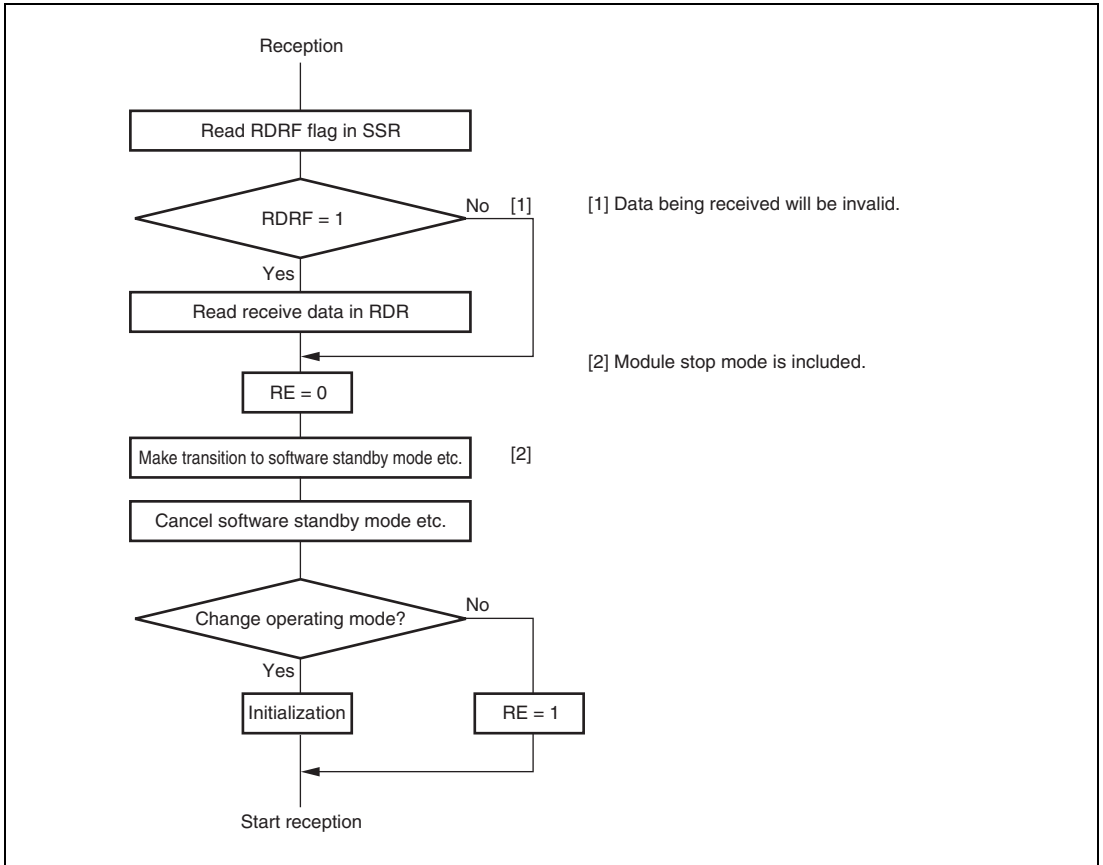 Reception
Read RDRF flag in SSR
RDRF = 1
No [1]
[1] Data being received will be invalid.
Yes
Read receive data in RDR
[2] Module stop mode is included.
RE = 0
Make transition to software standby mode etc.
[2]
Cancel software standby mode etc.
Change operating mode?
No
Yes
Initialization
RE = 1
Start reception